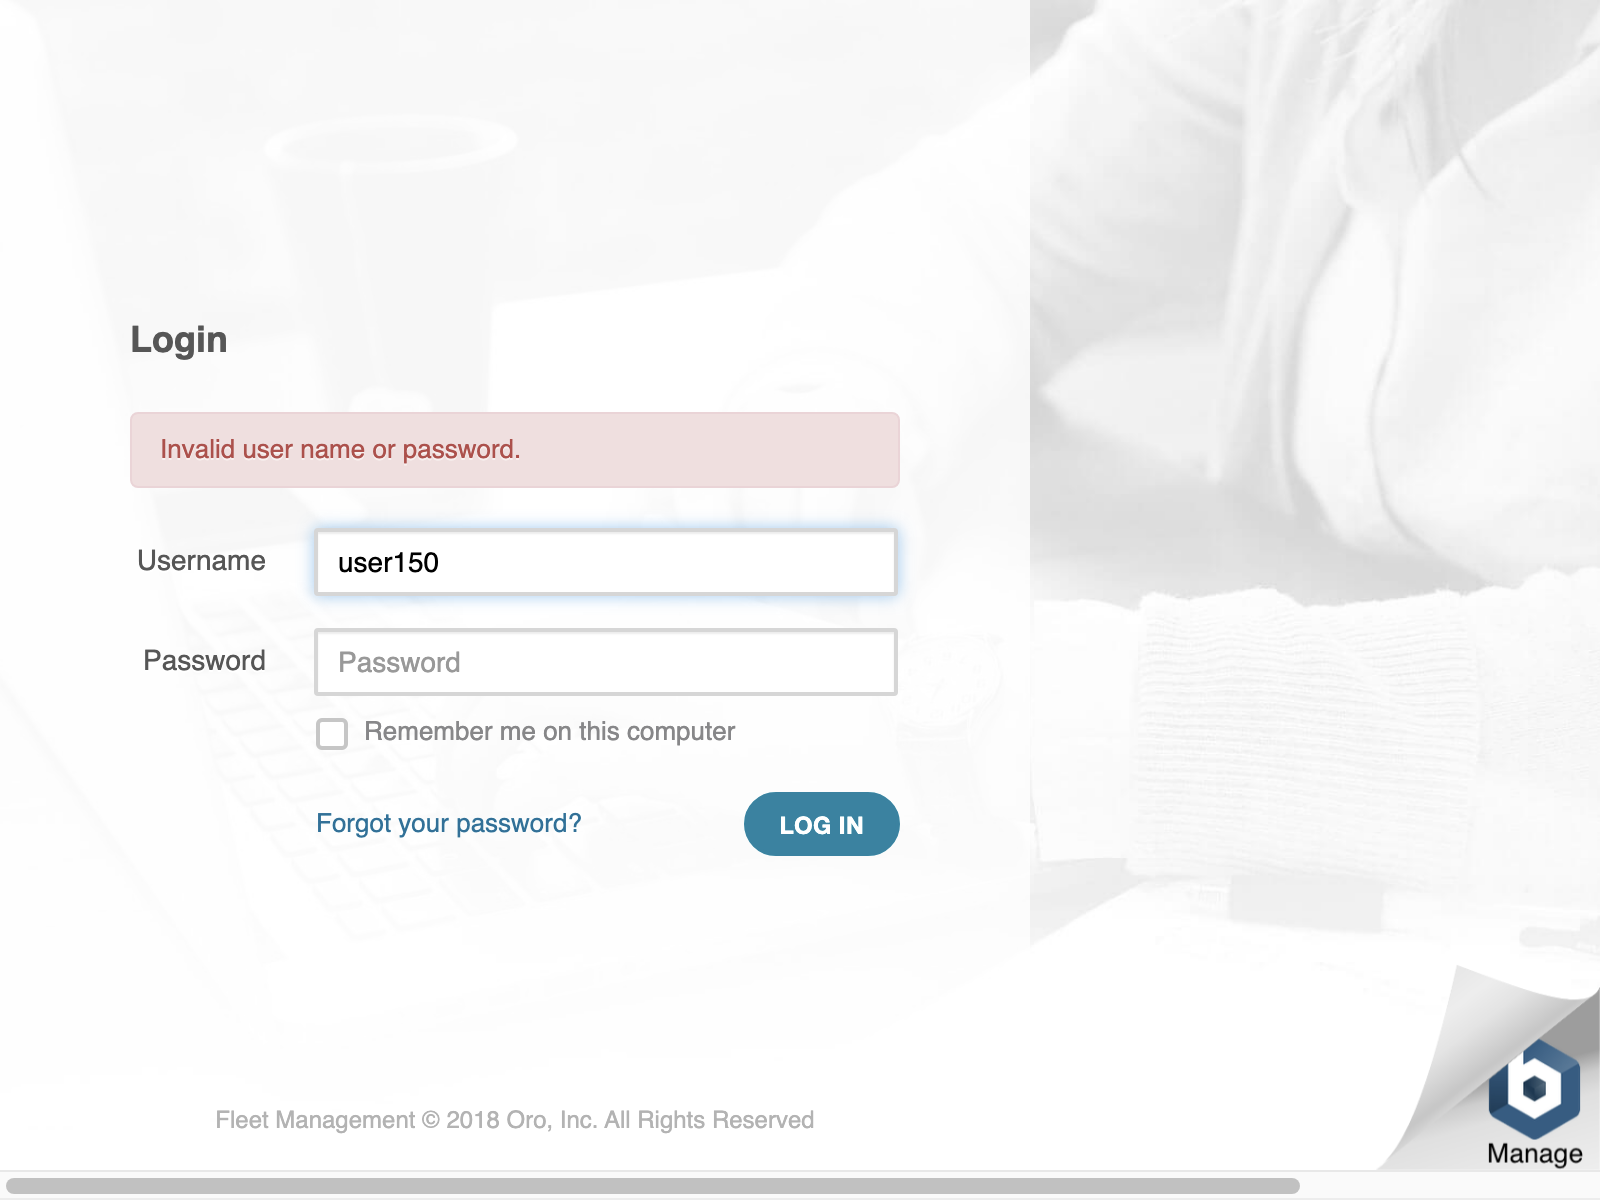 Login
Invalid user name or password.
Username
user150
Password
Password
Remember me on this computer
Forgot your password?
LOG IN
Fleet Management © 2018 Oro, Inc. All Rights Reserved
b
Manage